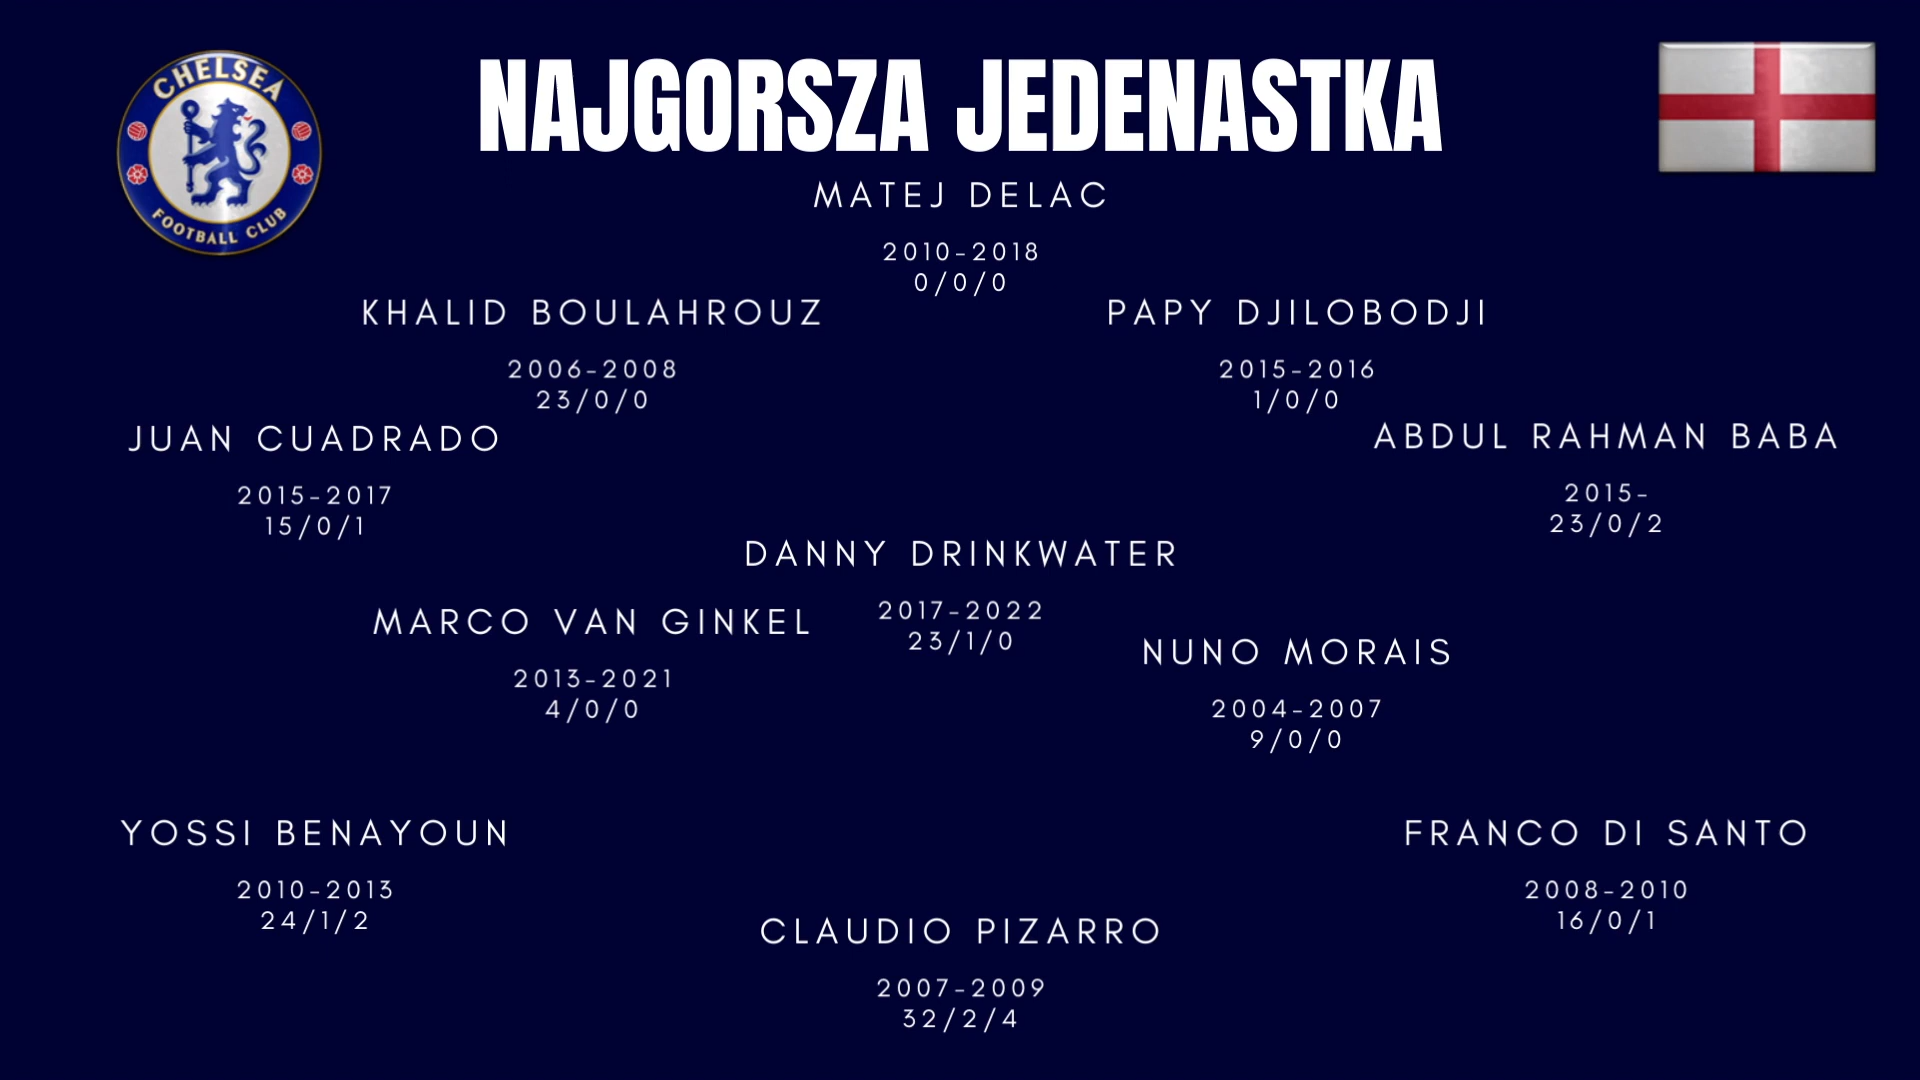 CHELSEA
FOOTBALL CLUB
NAJGORSZA JEDENASTKA
MATEJ DELAC
2010-2018
0/0/0
KHALID BOULAHROUZ
2006-2008
23/0/0
PAPY DJILOBODJI
2015-2016
1/0/0
JUAN CUADRADO
2015-2017
15/0/1
ABDUL RAHMAN BABA
2015-
23/0/2
DANNY DRINKWATER
2017-2022
23/1/0
MARCO VAN GINKEL
2013-2021
4/0/0
NUNO MORAIS
2004-2007
9/0/0
YOSSI BENAYOUN
2010-2013
24/1/2
FRANCO DI SANTO
2008-2010
16/0/1
CLAUDIO PIZARRO
2007-2009
32/2/4